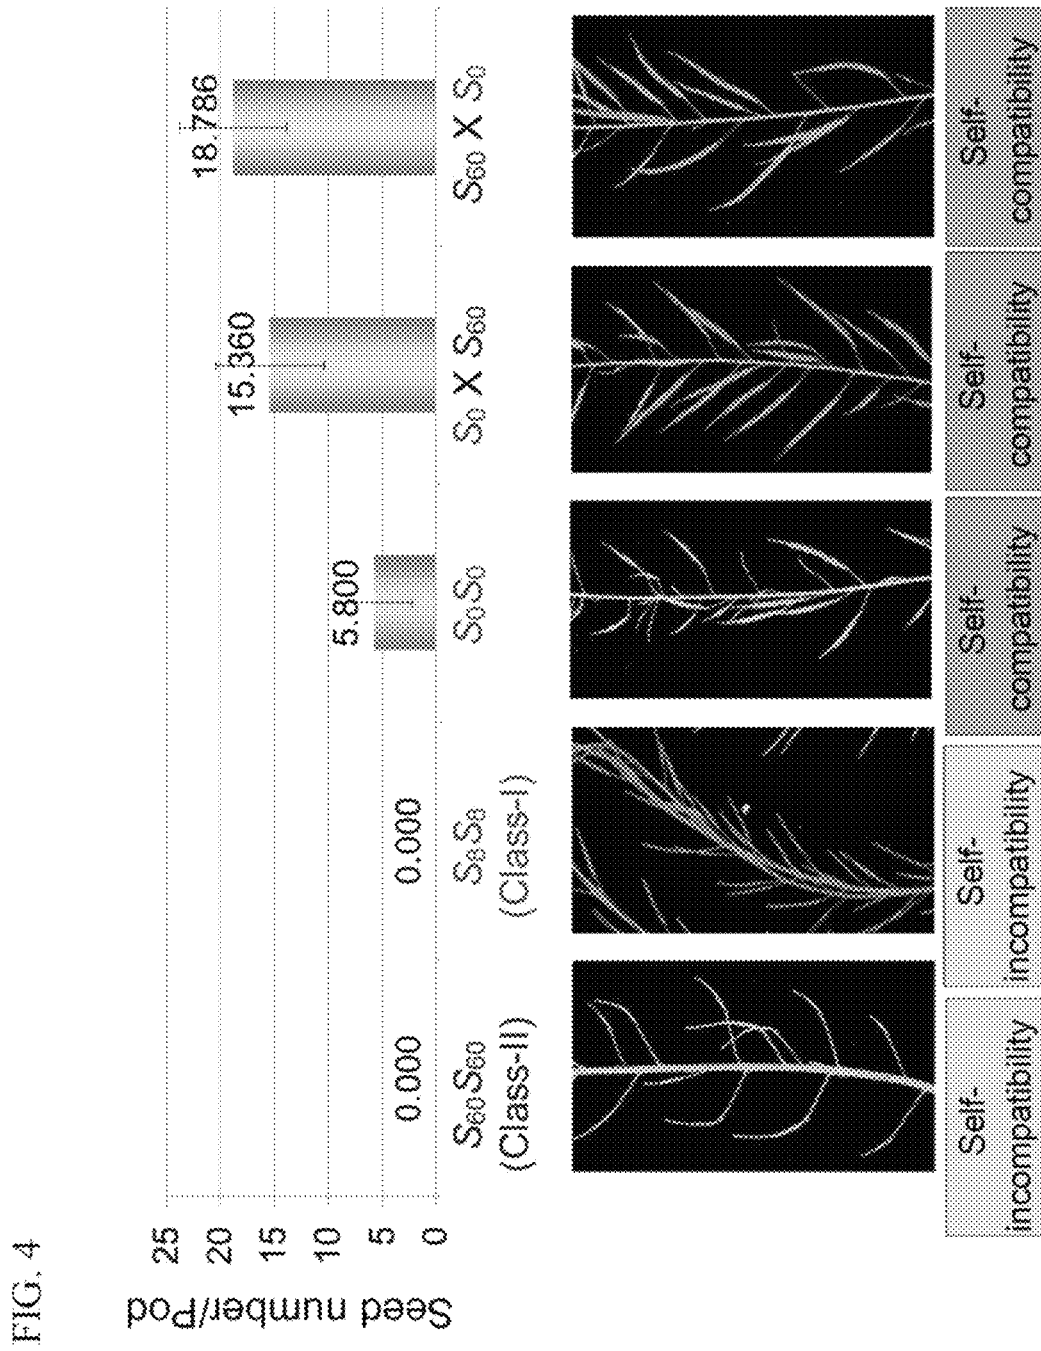 FIG. 4
Seed number/Pod
25
20
15
10
5
0
0.000
0.000
5.800
15.360
18.786
S60S60
(Class-II)
S8S8
(Class-I)
S0S0
S0 X S60
S60 X S0
Self-
incompatibility
Self-
incompatibility
Self-
compatibility
Self-
compatibility
Self-
compatibility